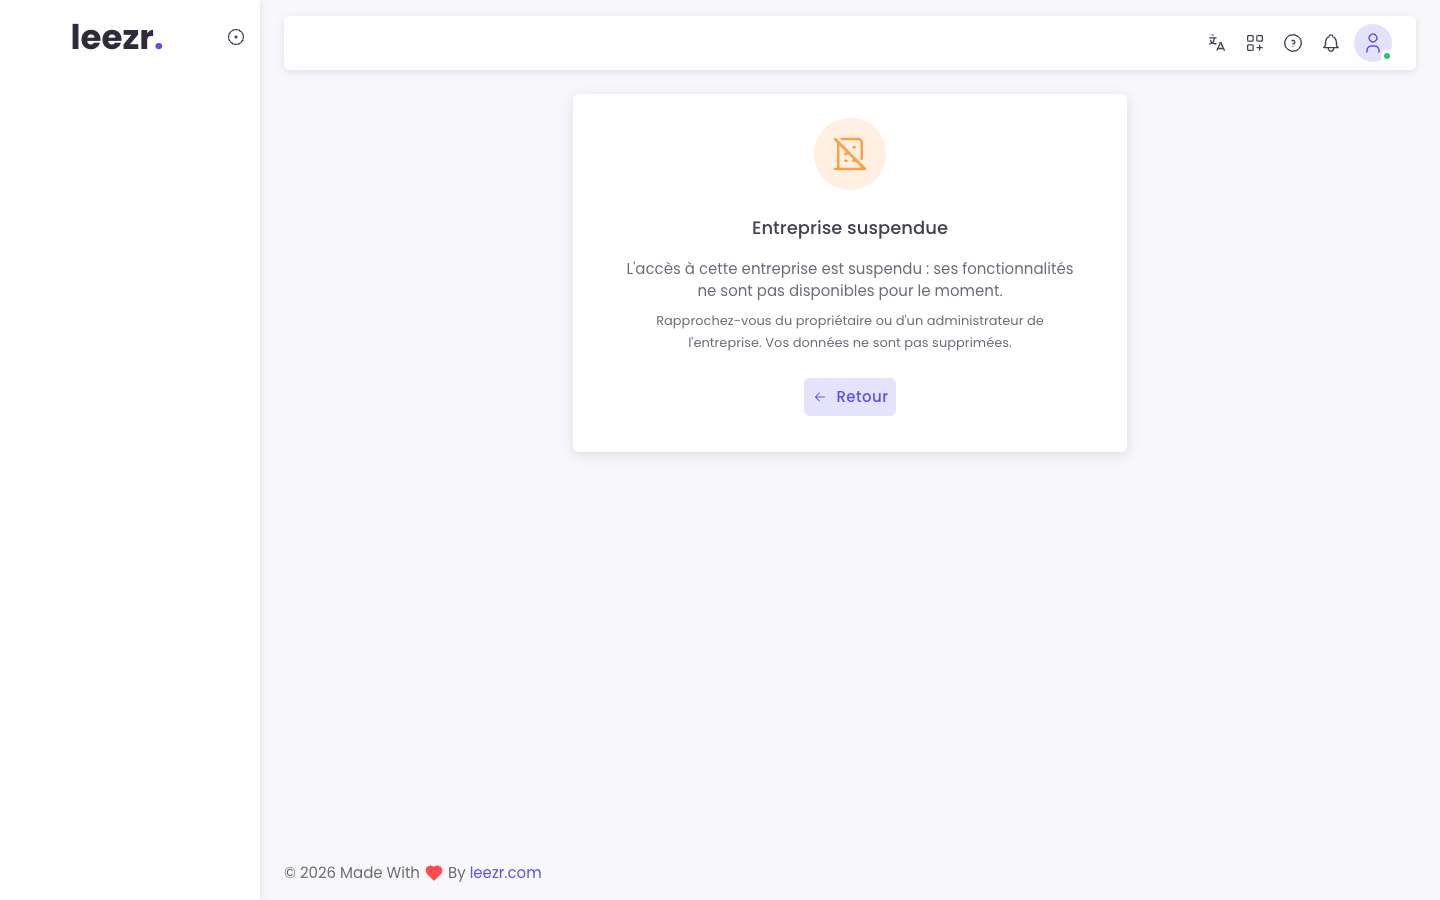 leezr.
Entreprise suspendue
L'accès à cette entreprise est suspendu : ses fonctionnalités
ne sont pas disponibles pour le moment.
Rapprochez-vous du propriétaire ou d'un administrateur de
l'entreprise. Vos données ne sont pas supprimées.
Retour
© 2026 Made With By leezr.com